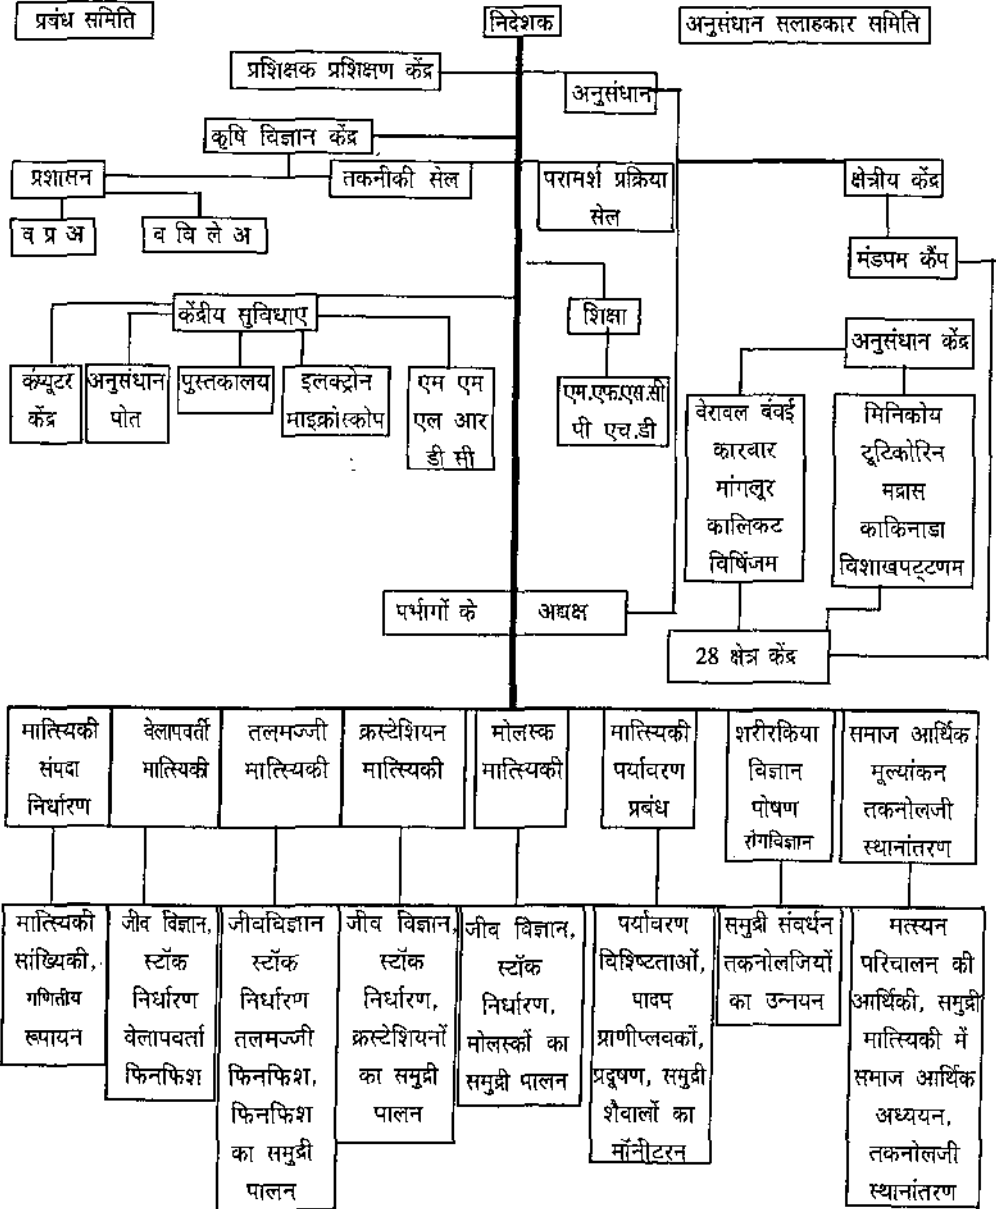 प्रबंध समिति
निदेशक
अनुसंधान सलाहकार समिति
प्रशिक्षक प्रशिक्षण केंद्र
अनुसंधान
कृषि विज्ञान केंद्र
प्रशासन
तकनीकी सेल
परामर्श प्रक्रिया
सेल
क्षेत्रीय केंद्र
व प्र अ
व वि ले अ
मंडपम कैंप
केंद्रीय सुविधाए
शिक्षा
अनुसंधान केंद्र
कंप्यूटर
केंद्र
अनुसंधान
पोत
पुस्तकालय
इलक्ट्रोन
माइक्रोस्कोप
एम एम
एल आर
डी सी
एम.एफ.एस.सी
पी एच.डी
वेरावल बंवई
कारवार
मांगलूर
कालिकट
विषिंजम
मिनिकोय
टूटिकोरिन
मद्रास
काकिनाडा
विशाखपट्टणम
पर्भागों के अद्यक्ष
28 क्षेत्र केंद्र
मात्स्यिकी
संपदा
निर्धारण
वेलापवर्ती
मात्स्यिकी
तलमज्जी
मात्स्यिकी
क्रस्टेशियन
मात्स्यिकी
मोलस्क
मात्स्यिकी
मात्स्यिकी
पर्यावरण
प्रबंध
शरीरकिया
विज्ञान
पोषण
रोगविज्ञान
समाज आर्थिक
मूल्यांकन
तकनोलजी
स्थानांतरण
मात्स्यिकी
सांख्यिकी,
गणितीय
रूपायन
जीव विज्ञान,
स्टॉक
निर्धारण
वेलापवर्ता
फिनफिश
जीवविज्ञान
स्टॉक
निर्धारण
तलमज्जी
फिनफिश,
फिनफिश
का समुद्री
पालन
जीव विज्ञान,
स्टॉक
निर्धारण,
क्रस्टेशियनों
का समुद्री
पालन
जीव विज्ञान,
स्टॉक
निर्धारण,
मोलस्कों का
समुद्री पालन
पर्यावरण
विश्ष्टिताओं,
पादप
प्राणीप्लवकों,
प्रदूषण, समुद्री
शैवालों का
मॉनीटरन
समुद्री संवर्धन
तकनोलजियों
का उन्नयन
मत्स्यन
परिचालन की
आर्थिकी, समुद्री
मात्स्यिकी में
समाज आर्थिक
अध्ययन,
तकनोलजी
स्थानांतरण